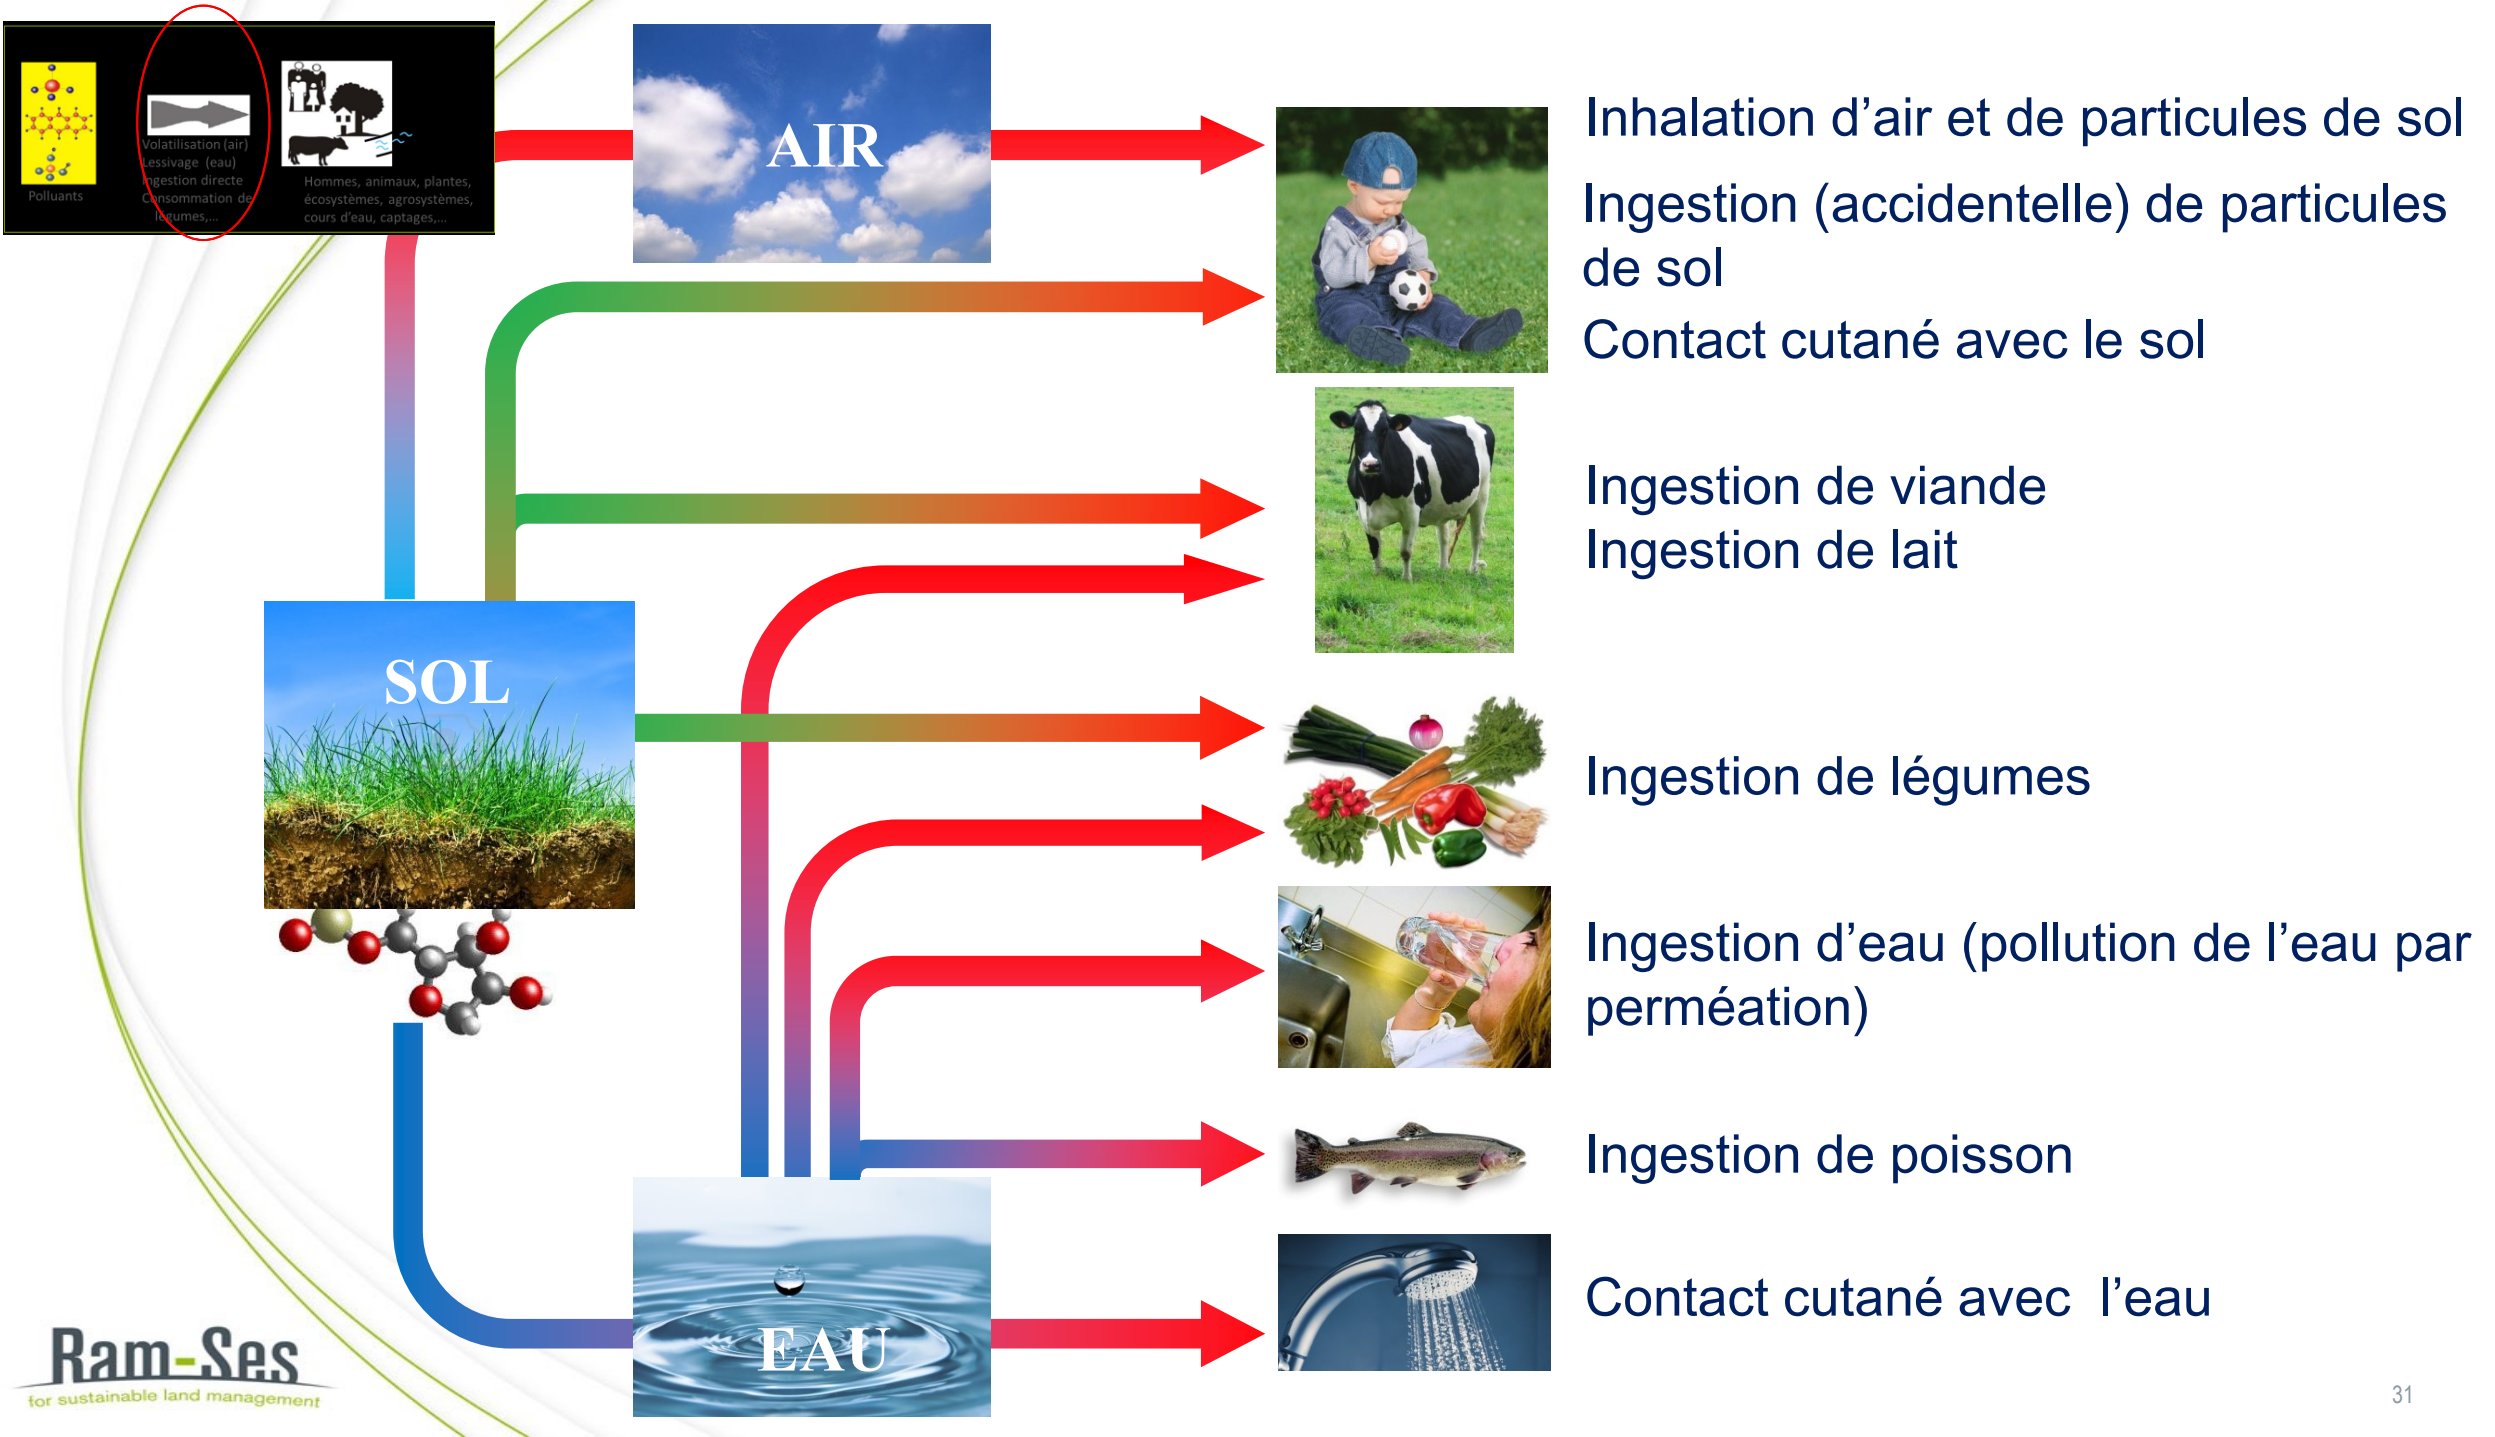 Polluants
Volatilisation (air)
Lessivage (eau)
Ingestion directe
Consommation de
légumes,...
Hommes, animaux, plantes,
écosystèmes, agrosystèmes,
cours d'eau, captages,...
AIR
Inhalation d’air et de particules de sol
Ingestion (accidentelle) de particules
de sol
Contact cutané avec le sol
Ingestion de viande
Ingestion de lait
SOL
Ingestion de légumes
Ingestion d’eau (pollution de l’eau par
perméation)
Ingestion de poisson
EAU
Contact cutané avec l’eau
Ram-Ses
for sustainable land management
31